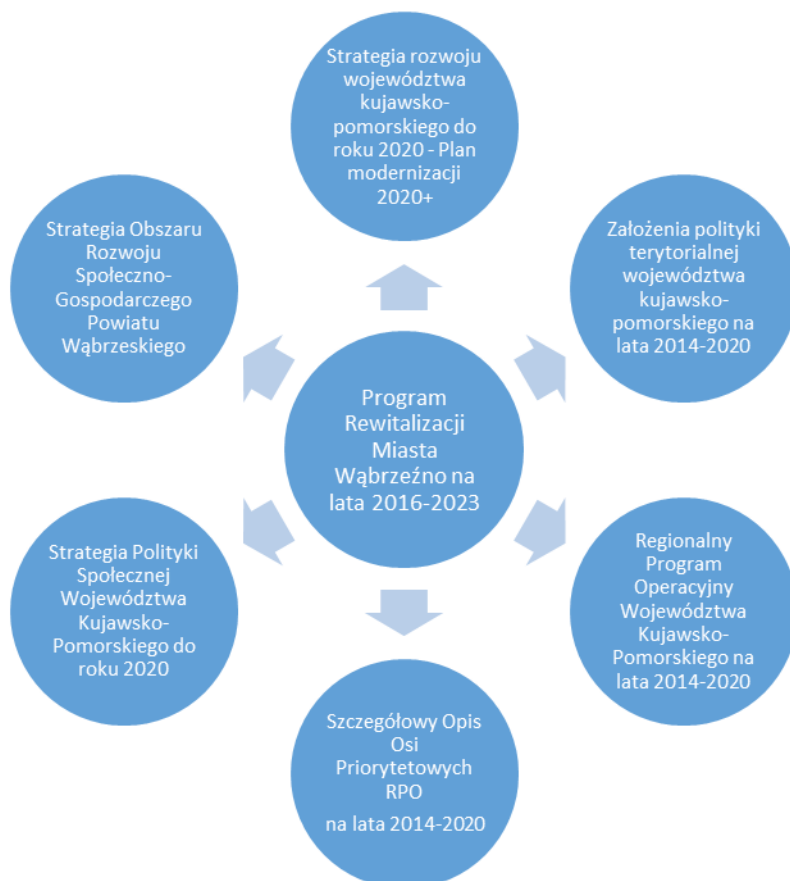 Strategia rozwoju
województwa
kujawsko-
pomorskiego do
roku 2020 - Plan
modernizacji
2020+
Założenia polityki
terytorialnej
województwa
kujawsko-
pomorskiego na
lata 2014-2020
Regionalny
Program
Operacyjny
Województwa
Kujawsko-
Pomorskiego na
lata 2014-2020
Szczegółowy Opis
Osi
Priorytetowych
RPO
na lata 2014-2020
Strategia Polityki
Społecznej
Województwa
Kujawsko-
Pomorskiego do
roku 2020
Strategia Obszaru
Rozwoju
Społeczno-
Gospodarczego
Powiatu
Wąbrzeskiego
Program
Rewitalizacji
Miasta
Wąbrzeźno na
lata 2016-2023